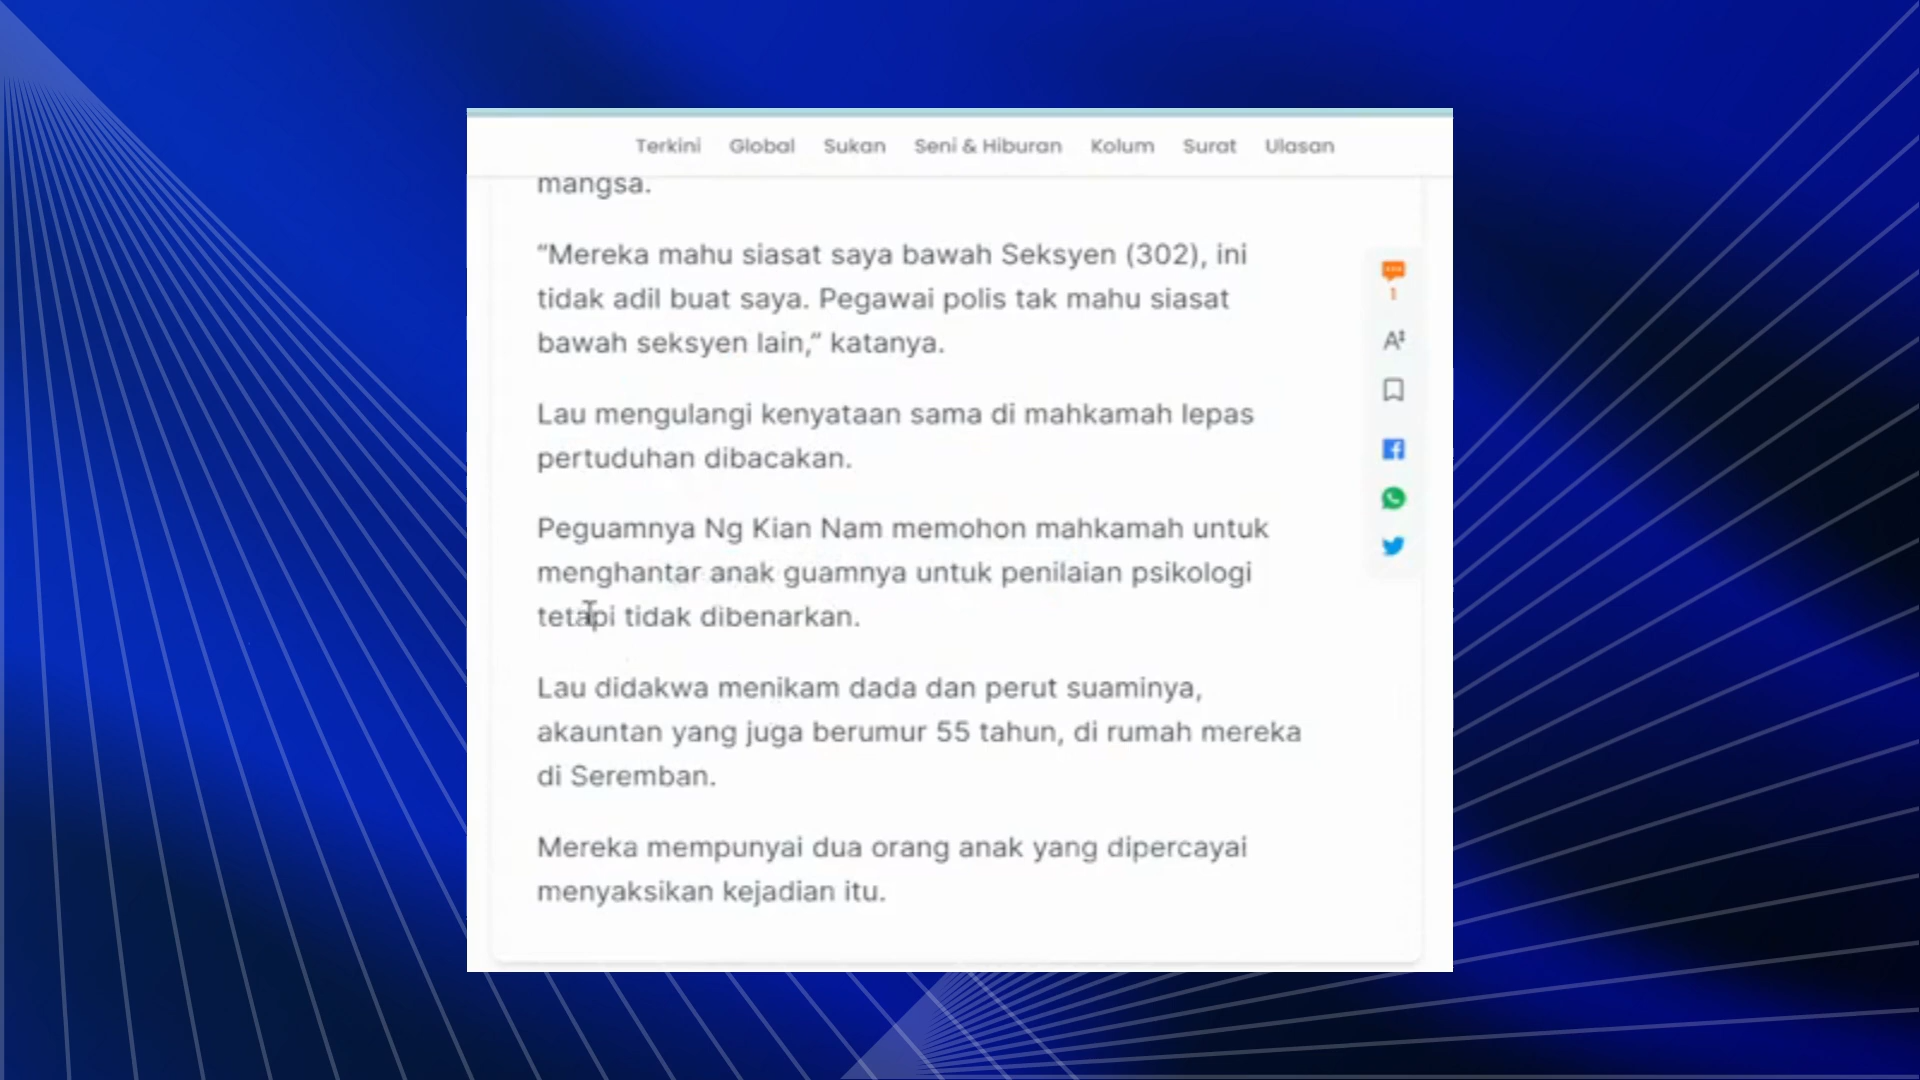 Terkini Global Sukan Seni & Hiburan Kolum Surat Ulasan
mangsa.
“Mereka mahu siasat saya bawah Seksyen (302), ini
tidak adil buat saya. Pegawai polis tak mahu siasat
bawah seksyen lain,” katanya.
Lau mengulangi kenyataan sama di mahkamah lepas
pertuduhan dibacakan.
Peguamnya Ng Kian Nam memohon mahkamah untuk
menghantar anak guamnya untuk penilaian psikologi
tetapi tidak dibenarkan.
Lau didakwa menikam dada dan perut suaminya,
akauntan yang juga berumur 55 tahun, di rumah mereka
di Seremban.
Mereka mempunyai dua orang anak yang dipercayai
menyaksikan kejadian itu.
1
A